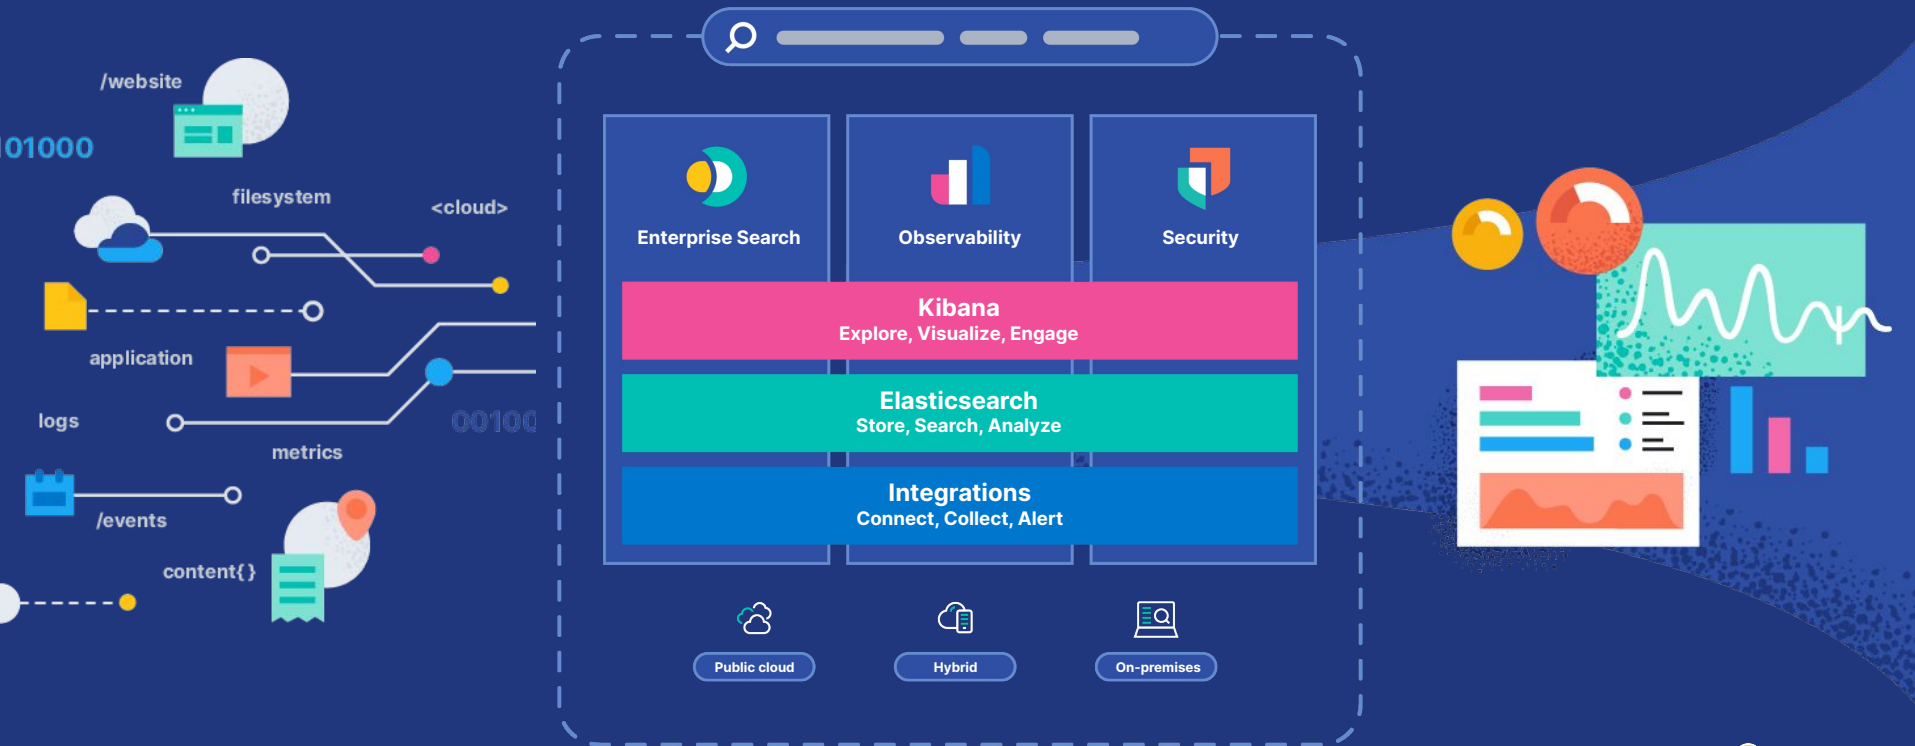 /website
101000
filesystem
<cloud>
application
logs
00100
metrics
/events
content{}
Enterprise Search
Observability
Security
Kibana
Explore, Visualize, Engage
Elasticsearch
Store, Search, Analyze
Integrations
Connect, Collect, Alert
Public cloud
Hybrid
On-premises